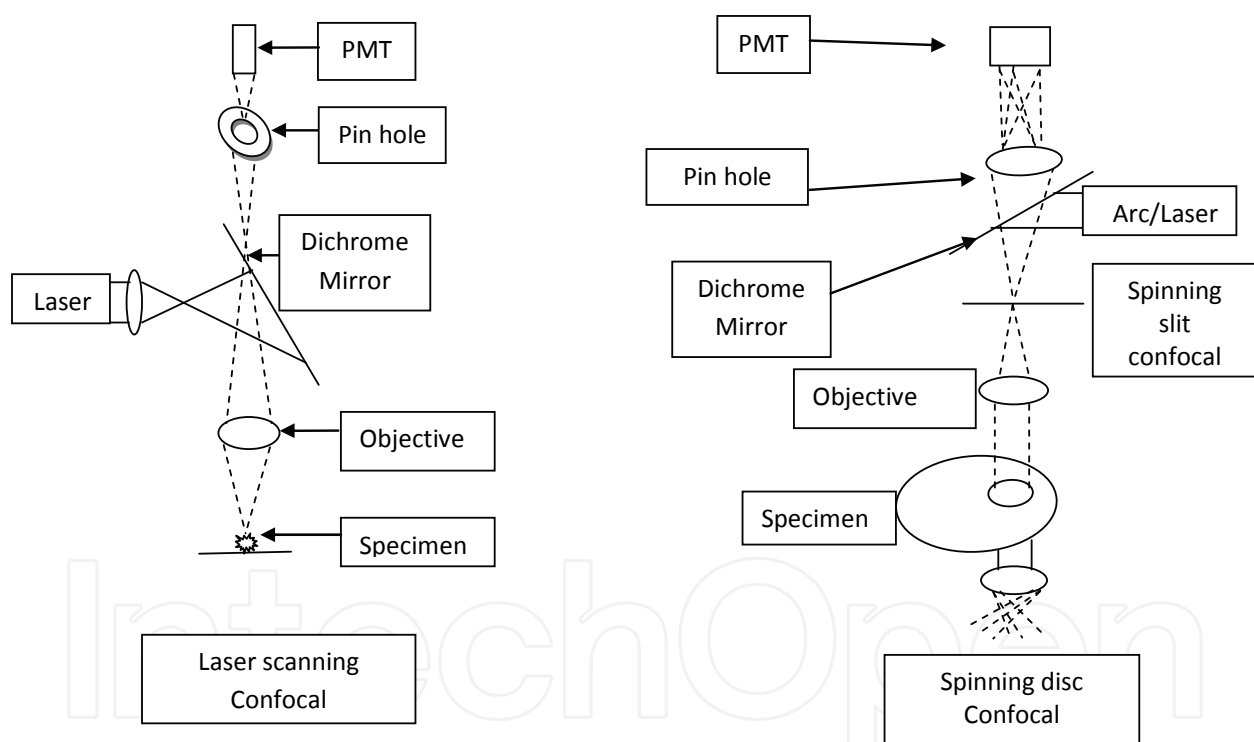 PMT
Pin hole
Dichrome
Mirror
Laser
Objective
Specimen
Laser scanning
Confocal
PMT
Pin hole
Arc/Laser
Dichrome
Mirror
Spinning
slit
confocal
Objective
Specimen
Spinning disc
Confocal
IntechOpen